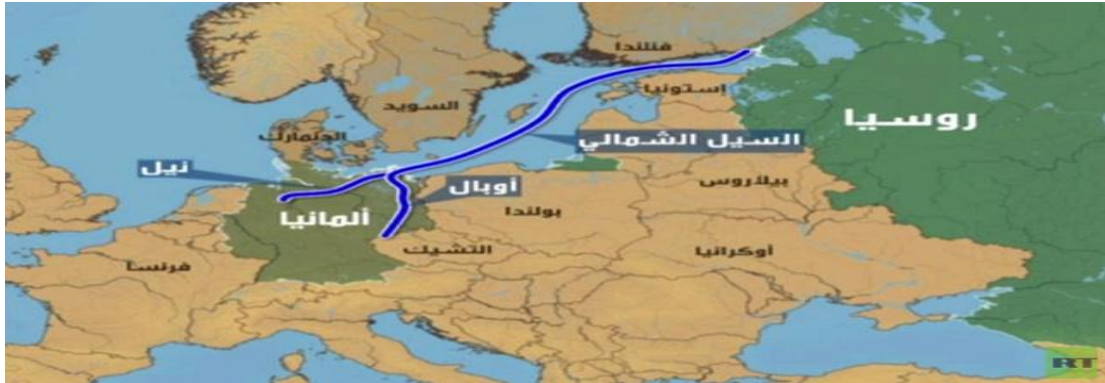 فنلندا
إستونيا
السويد
روسيا
السيل الشمالي
الدنمارك
نيل
أوبال
بيلاروس
بولندا
ألمانيا
التشيك
أوكرانيا
فرنسا
RT